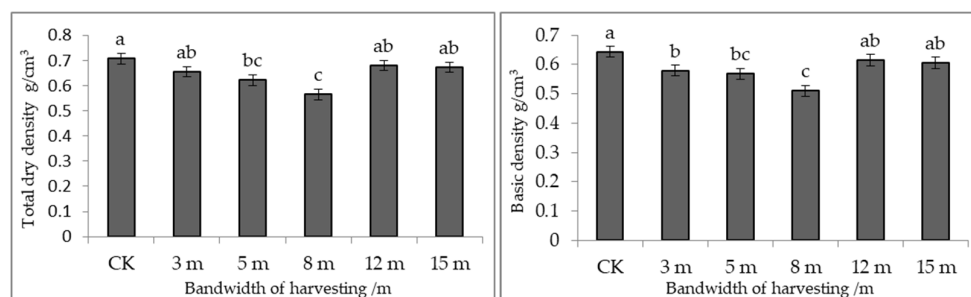 Total dry density g/cm³
0.8
0.7
0.6
0.5
0.4
0.3
0.2
0.1
0
a
ab
bc
c
ab
ab
CK 3 m 5 m 8 m 12 m 15 m
Bandwidth of harvesting /m
Basic density g/cm³
0.7
0.6
0.5
0.4
0.3
0.2
0.1
0
a
b
bc
c
ab
ab
CK 3 m 5 m 8 m 12 m 15 m
Bandwidth of harvesting /m